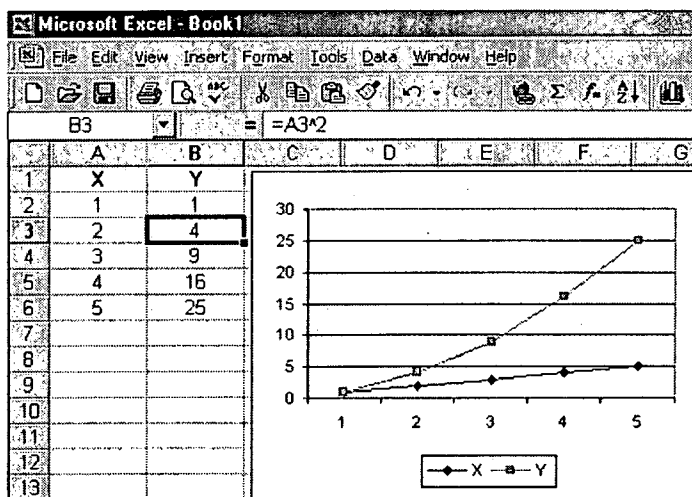 Microsoft Excel - Book1
File Edit View Insert Format Tools Data Window Help
B3 = =A3^2
A B C D E F G
1 X Y
2 1 1
3 2 4
4 3 9
5 4 16
6 5 25
7
8
9
10
11
12
13
30
25
20
15
10
5
0
1 2 3 4 5
X Y